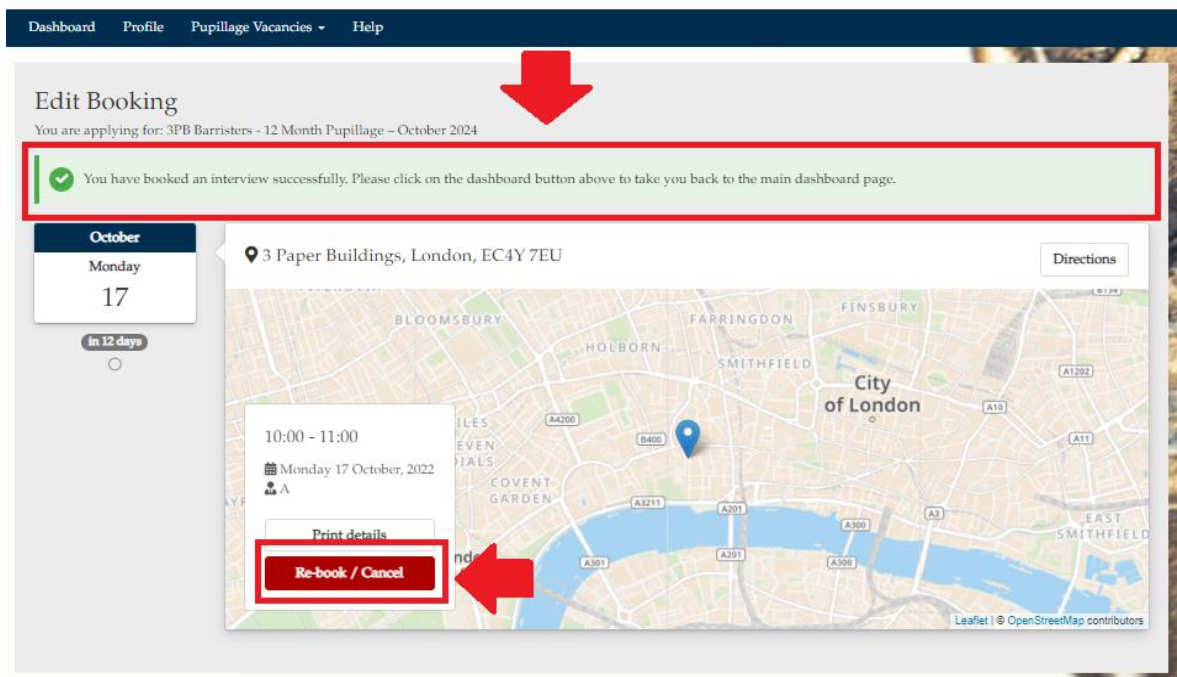 Dashboard Profile Pupillage Vacancies Help
Edit Booking
You are applying for: 3PB Barristers - 12 Month Pupillage – October 2024
You have booked an interview successfully. Please click on the dashboard button above to take you back to the main dashboard page.
October
Monday
17
in 12 days
3 Paper Buildings, London, EC4Y 7EU
Directions
BLOOMSBURY
FARRINGDON
FINSBURY
HOLBORN
SMITHFIELD
City
of London
A1202
A10
A4200
B400
A11
COVENT
GARDEN
A3211
A201
A300
A3
EAST
SMITHFIELD
A301
A201
A300
10:00 - 11:00
Monday 17 October, 2022
A
Print details
Re-book / Cancel
Leaflet | © OpenStreetMap contributors